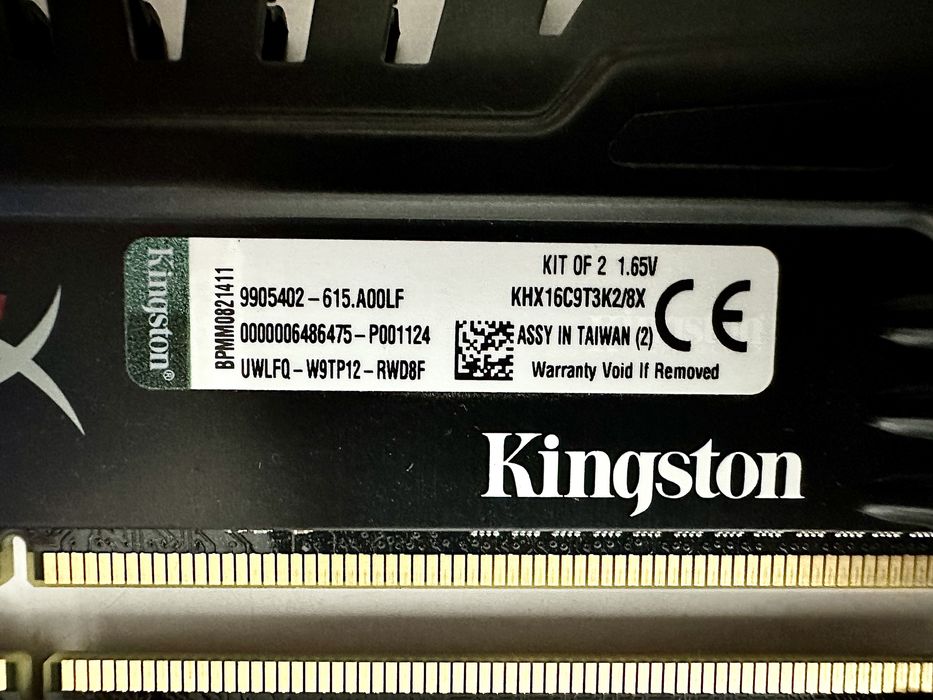 Kingston®
BPMM0821411
9905402-615.A00LF
0000006486475-P001124
UWLFQ-W9TP12-RWD8F
KIT OF 2 1.65V
KHX16C9T3K2/8X
ASSY IN TAIWAN (2)
Warranty Void If Removed
CE
Kingston